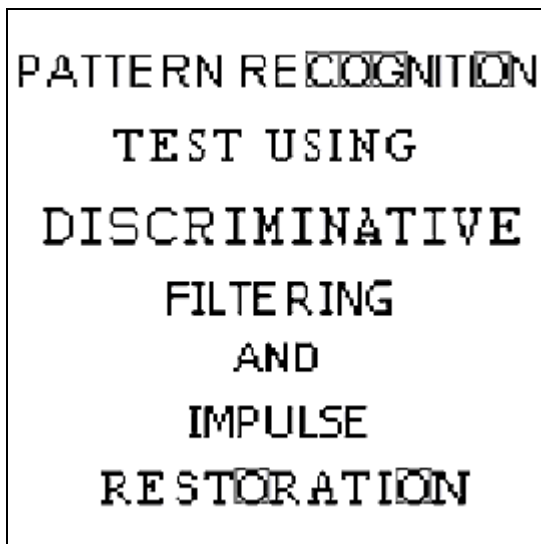 PATTERN RECOGNITION
TEST USING
DISCRIMINATIVE
FILTERING
AND
IMPULSE
RESTORATION